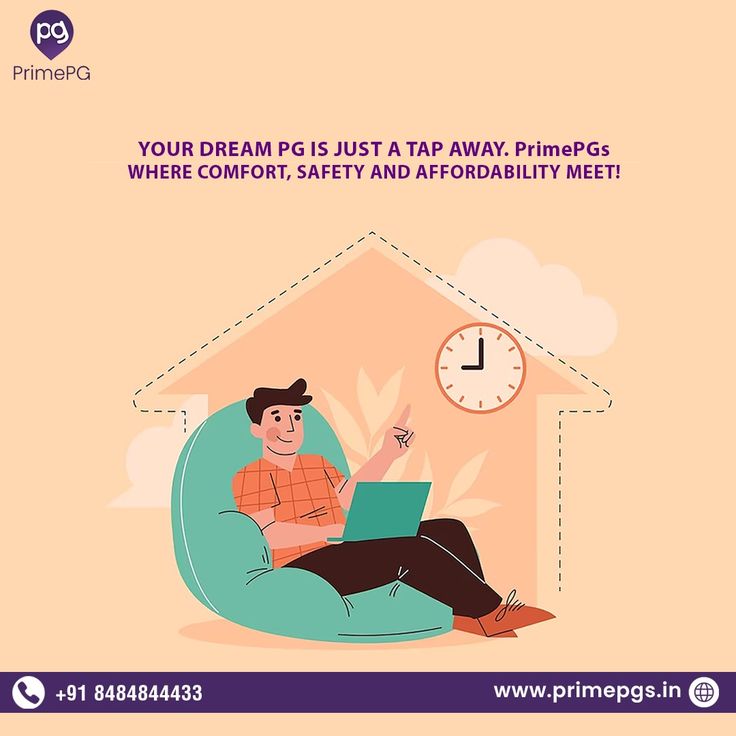 pg
PrimePG
YOUR DREAM PG IS JUST A TAP AWAY. PrimePGs
WHERE COMFORT, SAFETY AND AFFORDABILITY MEET!
+91 8484844433
www.primepgs.in